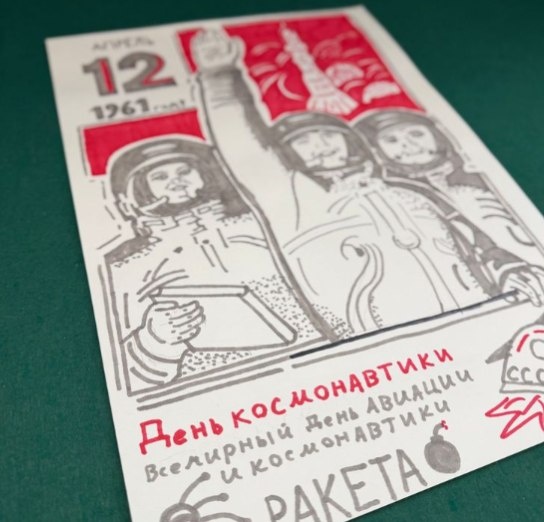 АПРЕЛЬ
12
1961 ГОД
День космонавтики
Всемирный день авиации
и космонавтики
РАКЕТА